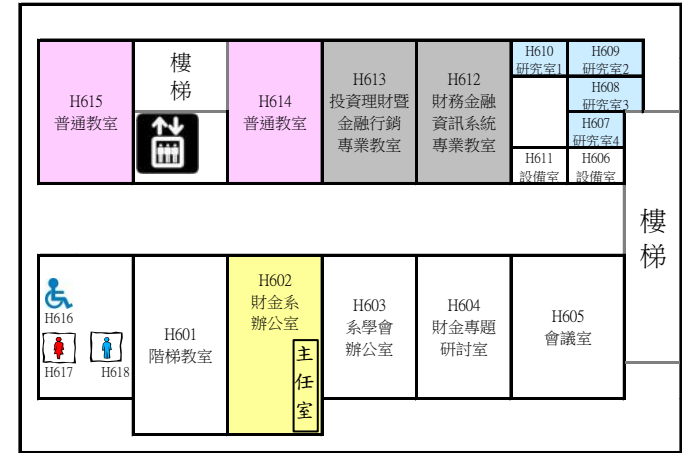 H615
普通教室
樓
梯
H614
普通教室
H613
投資理財暨
金融行銷
專業教室
H612
財務金融
資訊系統
專業教室
H610
研究室1
H609
研究室2
H608
研究室3
H607
研究室4
H611
設備室
H606
設備室
樓
梯
H616
H617
H618
H601
階梯教室
H602
財金系
辦公室
主
任
室
H603
系學會
辦公室
H604
財金專題
研討室
H605
會議室